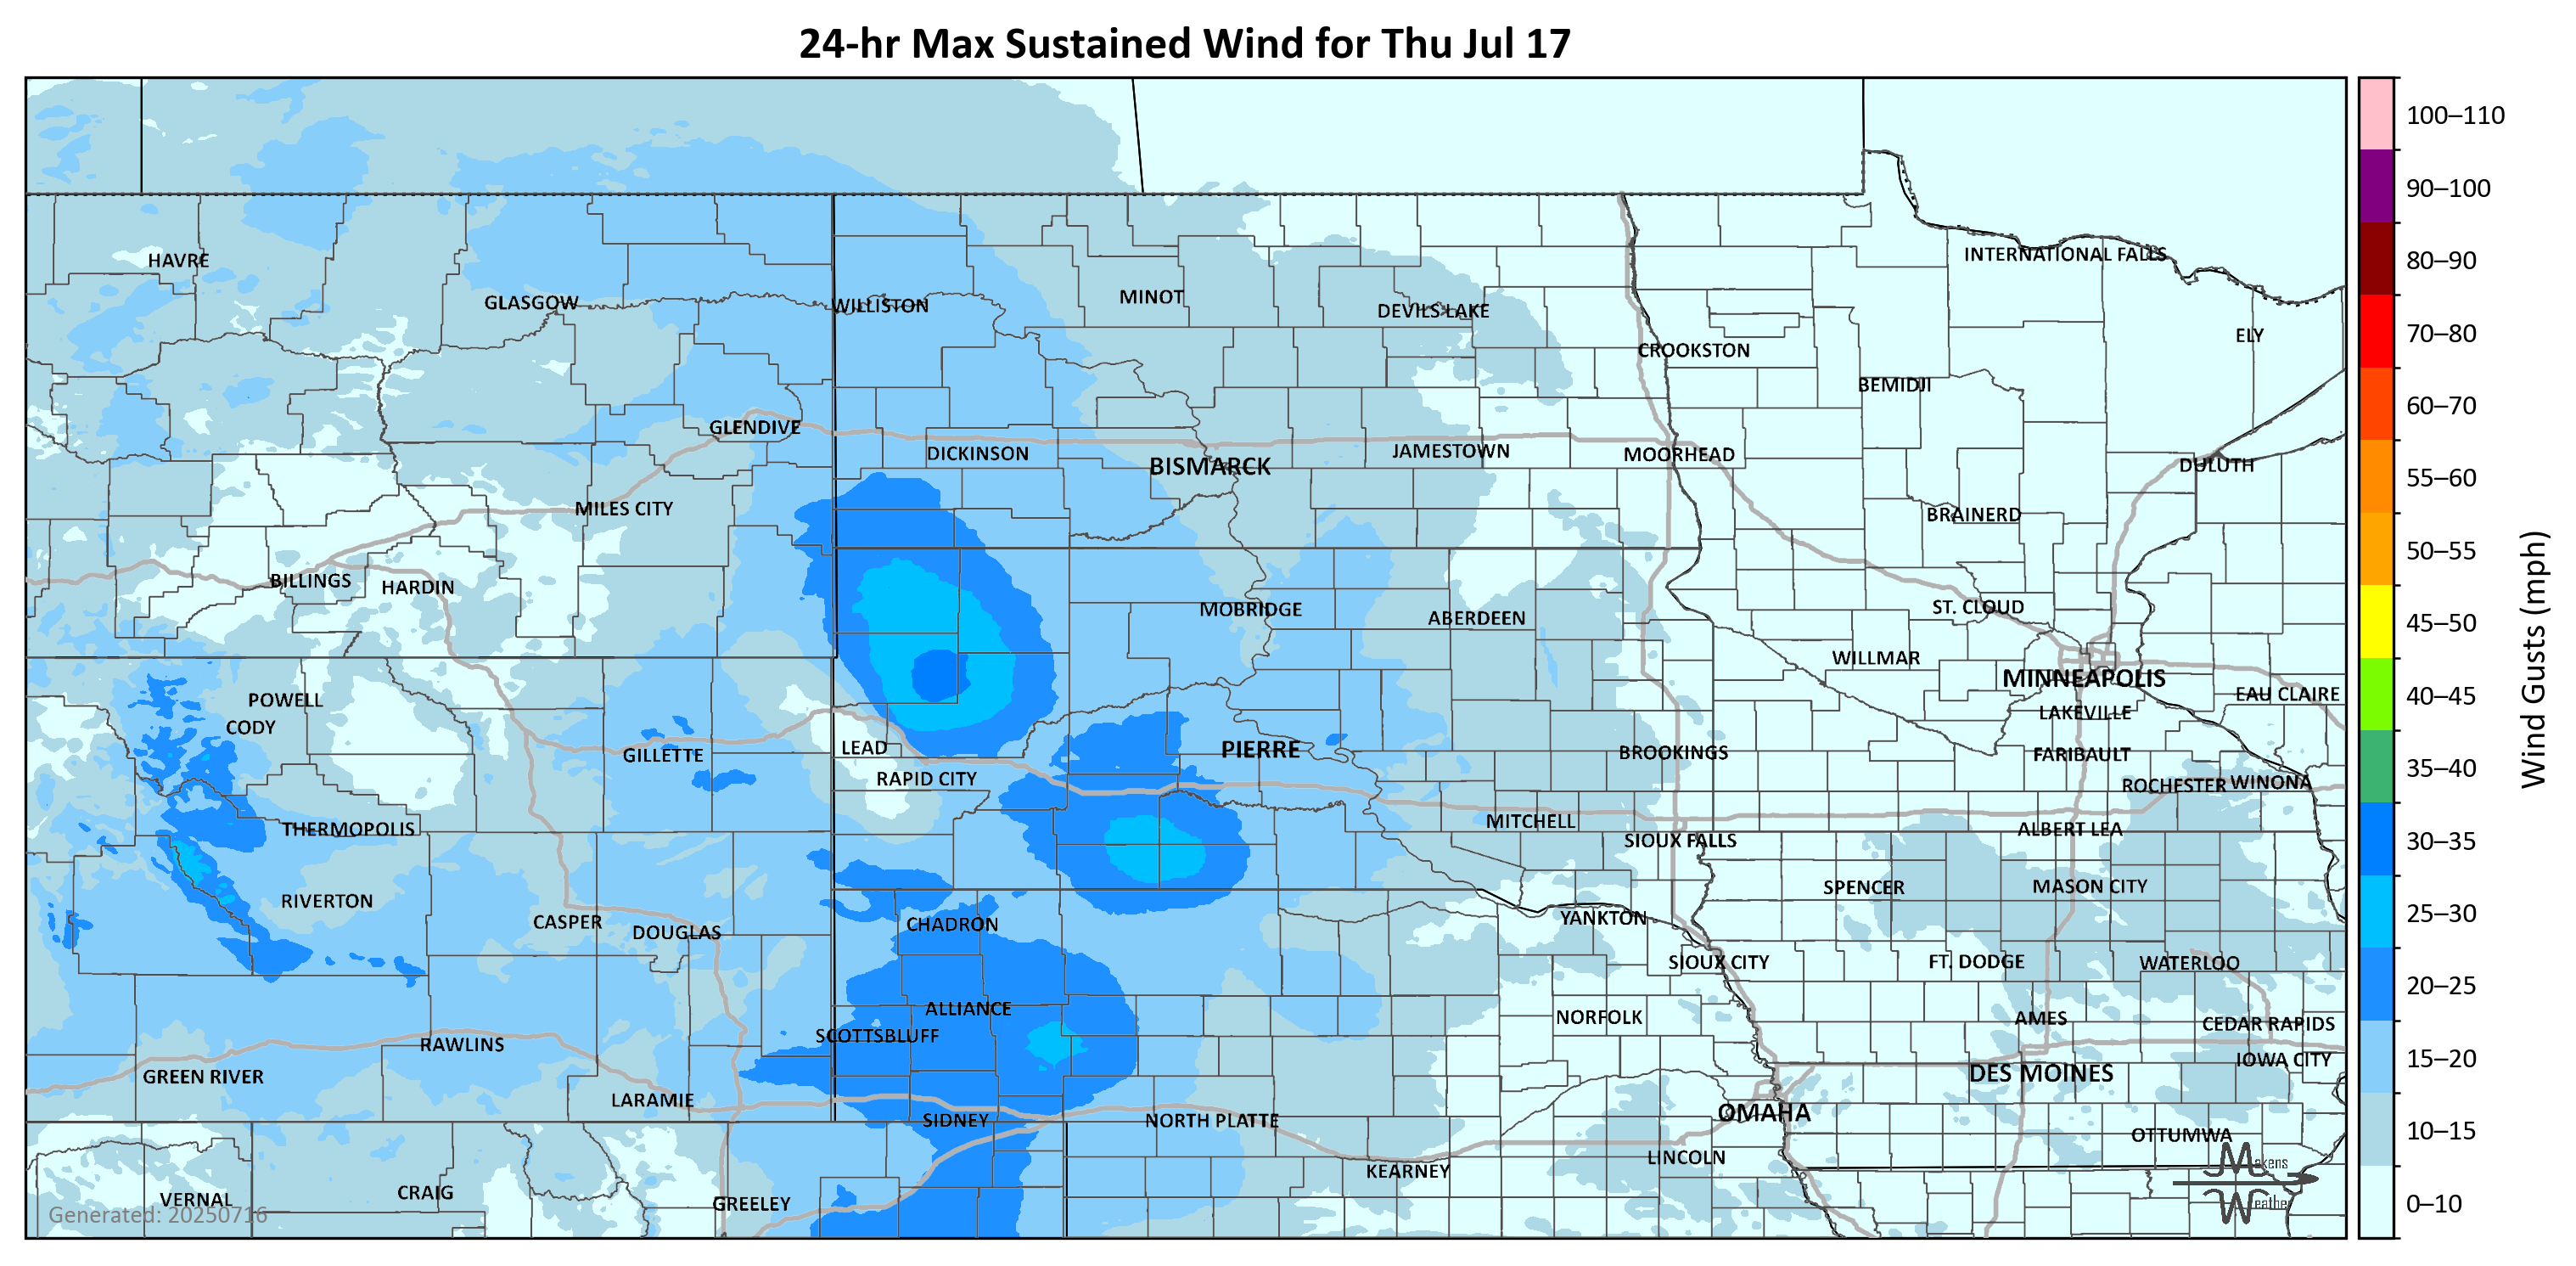 24-hr Max Sustained Wind for Thu Jul 17
100–110
90–100
INTERNATIONAL FALLS
HAVRE
80–90
MINOT
GLASGOW
WILLISTON
DEVILS LAKE
70–80
ELY
CROOKSTON
BEMIDJI
60–70
GLENDIVE
DICKINSON
JAMESTOWN
MOORHEAD
BISMARCK
DULUTH
55–60
MILES CITY
BRAINERD
50–55
BILLINGS
HARDIN
MOBRIDGE
ABERDEEN
ST. CLOUD
45–50
WILLMAR
MINNEAPOLIS
EAU CLAIRE
40–45
POWELL
LAKEVILLE
CODY
Wind Gusts (mph)
GILLETTE
LEAD
PIERRE
BROOKINGS
FARIBAULT
35–40
RAPID CITY
ROCHESTER
WINONA
MITCHELL
THERMOPOLIS
ALBERT LEA
SIOUX FALLS
30–35
SPENCER
MASON CITY
RIVERTON
25–30
CASPER
DOUGLAS
CHADRON
YANKTON
SIOUX CITY
FT. DODGE
WATERLOO
20–25
ALLIANCE
NORFOLK
AMES
CEDAR RAPIDS
SCOTTSBLUFF
RAWLINS
IOWA CITY
15–20
GREEN RIVER
DES MOINES
LARAMIE
OMAHA
SIDNEY
NORTH PLATTE
10–15
OTTUMWA
LINCOLN
KEARNEY
Makens
VERNAL
CRAIG
GREELEY
Weather
0–10
Generated: 20250716